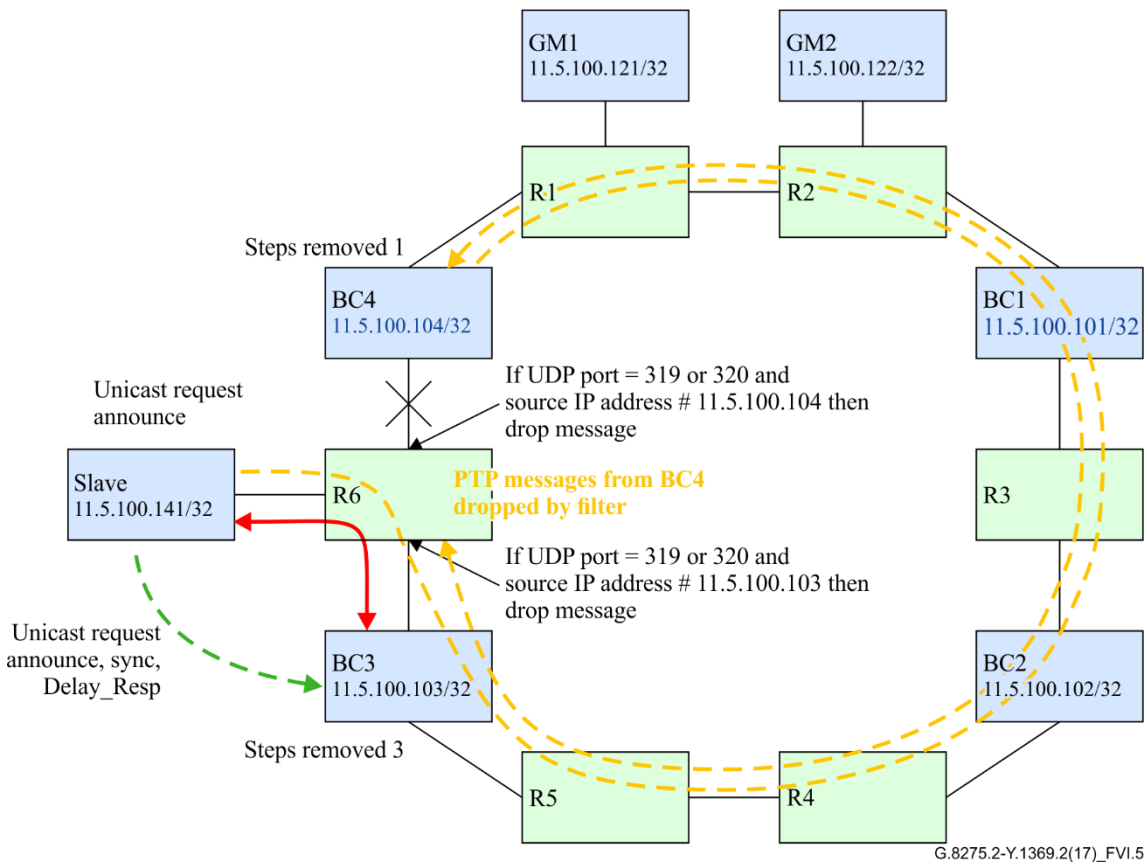 GM1
11.5.100.121/32
GM2
11.5.100.122/32
R1
R2
Steps removed 1
BC4
11.5.100.104/32
BC1
11.5.100.101/32
Unicast request
announce
If UDP port = 319 or 320 and
source IP address # 11.5.100.104 then
drop message
Slave
11.5.100.141/32
R6
PTP messages from BC4
dropped by filter
R3
If UDP port = 319 or 320 and
source IP address # 11.5.100.103 then
drop message
Unicast request
announce, sync,
Delay_Resp
BC3
11.5.100.103/32
BC2
11.5.100.102/32
Steps removed 3
R5
R4
G.8275.2-Y.1369.2(17)_FVI.5